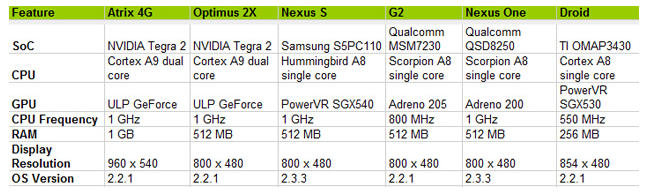 Feature Atrix 4G Optimus 2X Nexus S G2 Nexus One Droid
SoC NVIDIA Tegra 2 NVIDIA Tegra 2 Samsung S5PC110 Qualcomm MSM7230 Qualcomm QSD8250 TI OMAP3430
CPU Cortex A9 dual core Cortex A9 dual core Hummingbird A8 single core Scorpion A8 single core Scorpion A8 single core Cortex A8 single core
GPU ULP GeForce ULP GeForce PowerVR SGX540 Adreno 205 Adreno 200 PowerVR SGX530
CPU Frequency 1 GHz 1 GHz 1 GHz 800 MHz 1 GHz 550 MHz
RAM 1 GB 512 MB 512 MB 512 MB 512 MB 256 MB
Display Resolution 960 x 540 800 x 480 800 x 480 800 x 480 800 x 480 854 x 480
OS Version 2.2.1 2.2.1 2.3.3 2.2.1 2.3.3 2.2.1